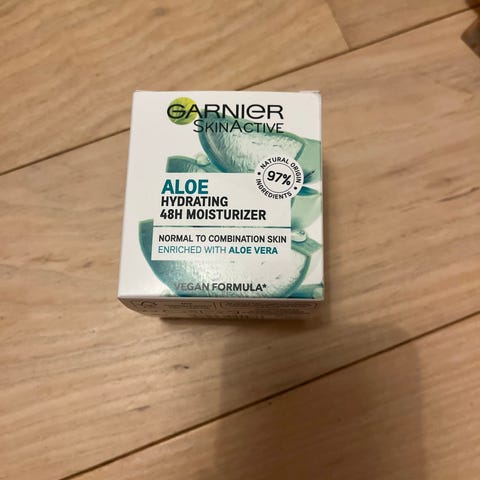 GARNIER
SKINACTIVE
NATURAL ORIGIN
97%
INGREDIENTS
ALOE
HYDRATING
48H MOISTURIZER
NORMAL TO COMBINATION SKIN
ENRICHED WITH ALOE VERA
VEGAN FORMULA*